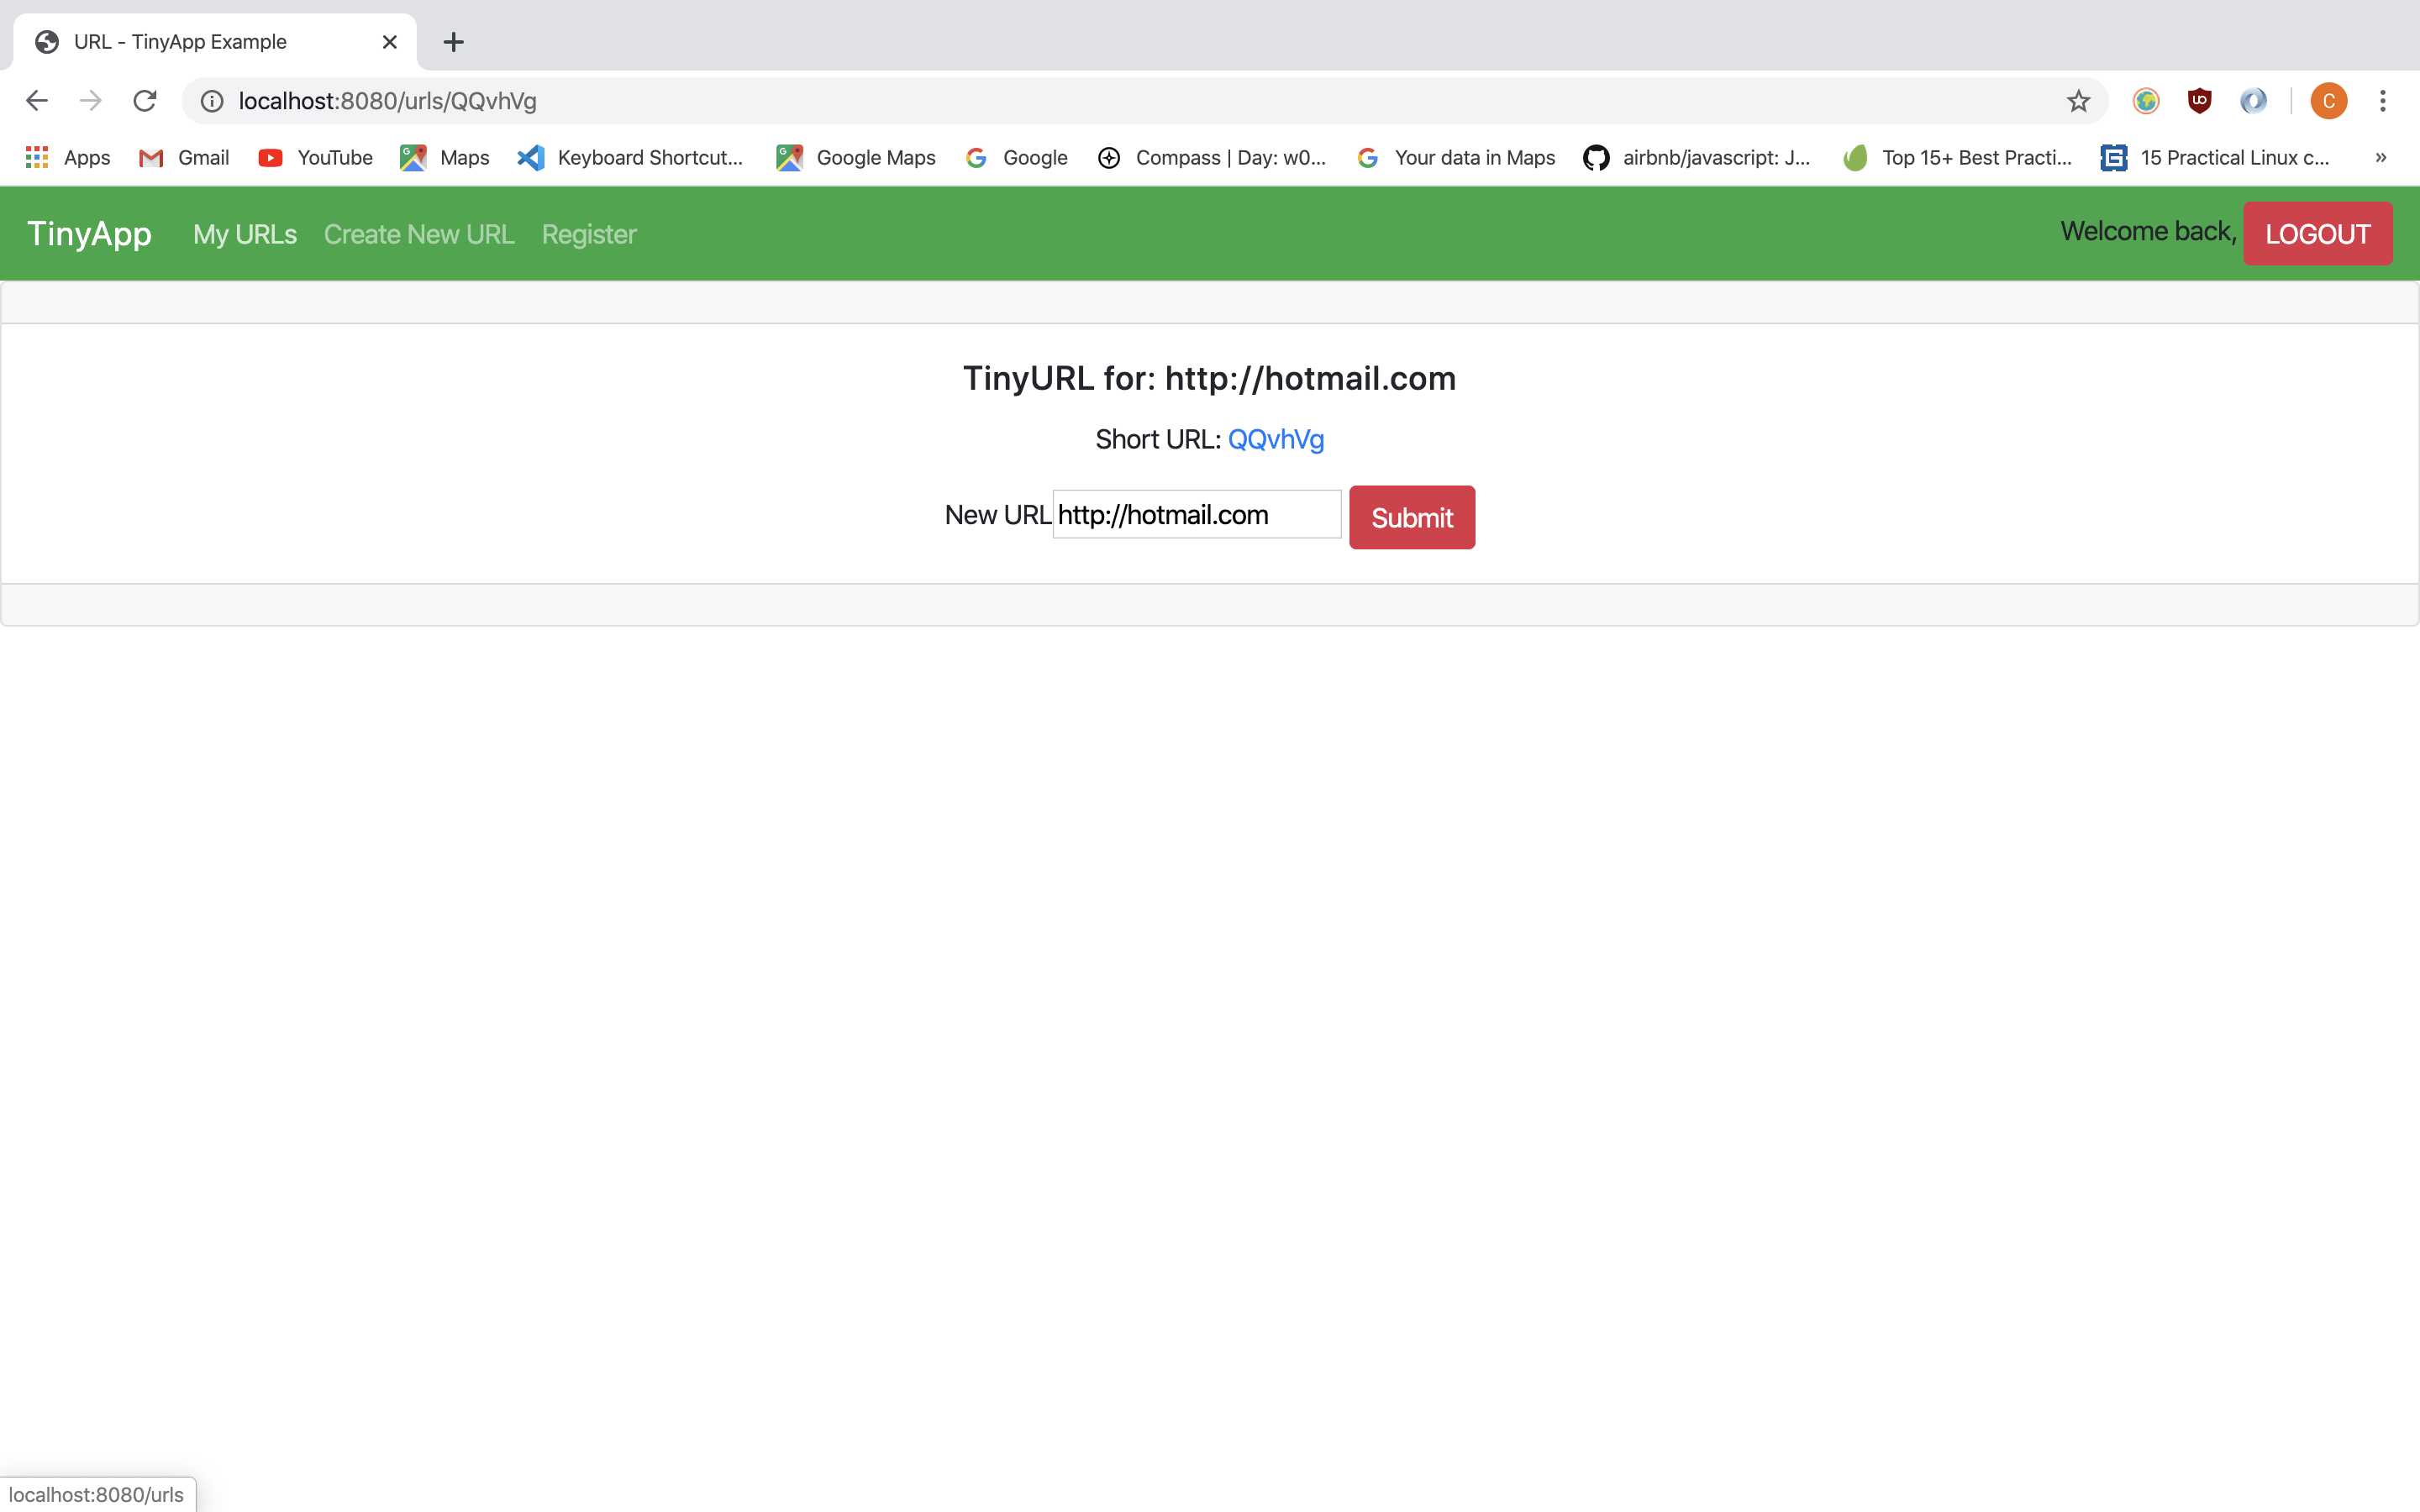 URL - TinyApp Example
localhost:8080/urls/QQvhVg
C
Apps Gmail YouTube Maps Keyboard Shortcut... Google Maps Google Compass | Day: w0... Your data in Maps airbnb/javascript: J... Top 15+ Best Practi... 15 Practical Linux c... »
TinyApp My URLs Create New URL Register Welcome back, LOGOUT
TinyURL for: http://hotmail.com
Short URL: QQvhVg
New URL http://hotmail.com Submit
localhost:8080/urls